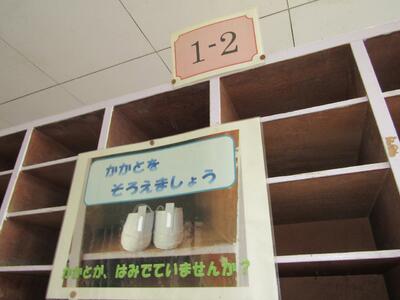 1-2
かかとを
そろえましょう
かかとが、はみでていませんか？